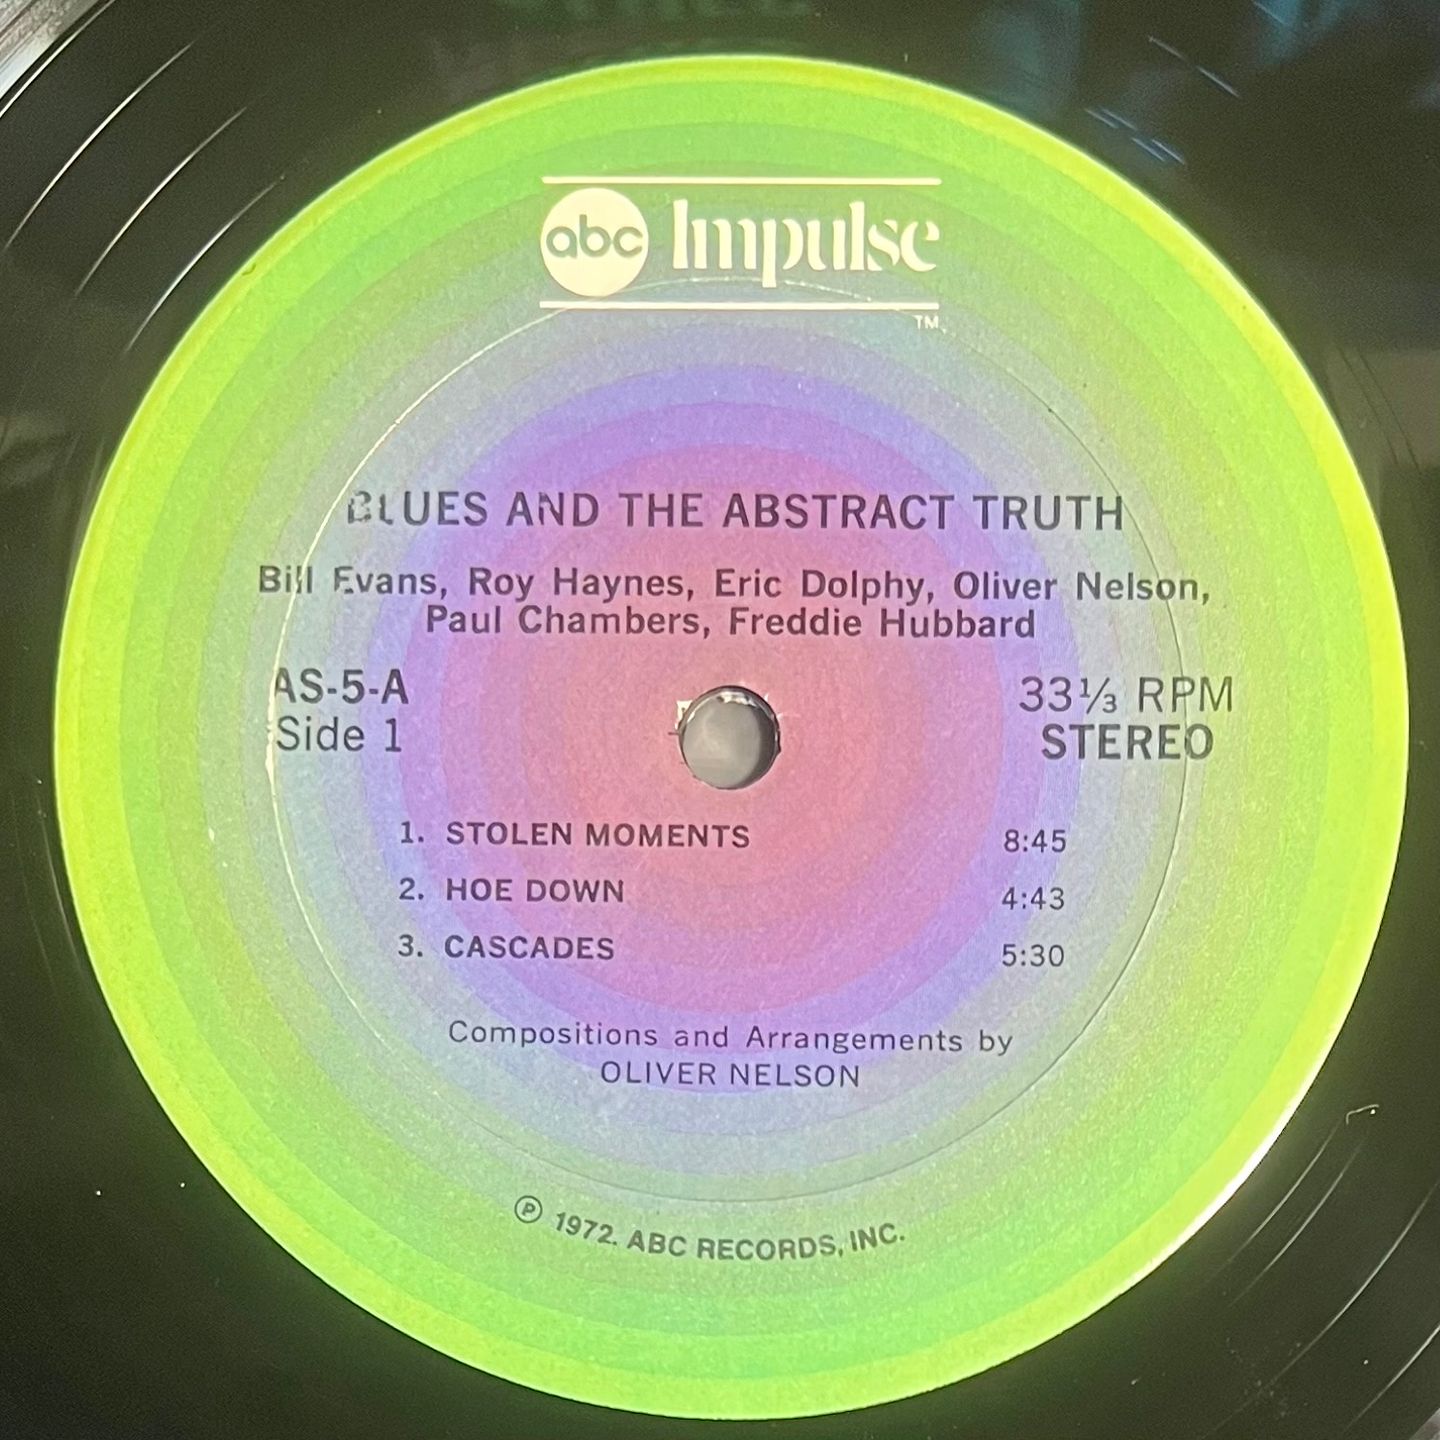 abc Impulse
TM
BLUES AND THE ABSTRACT TRUTH
Bill Evans, Roy Haynes, Eric Dolphy, Oliver Nelson,
Paul Chambers, Freddie Hubbard
AS-5-A
Side 1
33⅓ RPM
STEREO
1. STOLEN MOMENTS 8:45
2. HOE DOWN 4:43
3. CASCADES 5:30
Compositions and Arrangements by
OLIVER NELSON
℗ 1972. ABC RECORDS, INC.